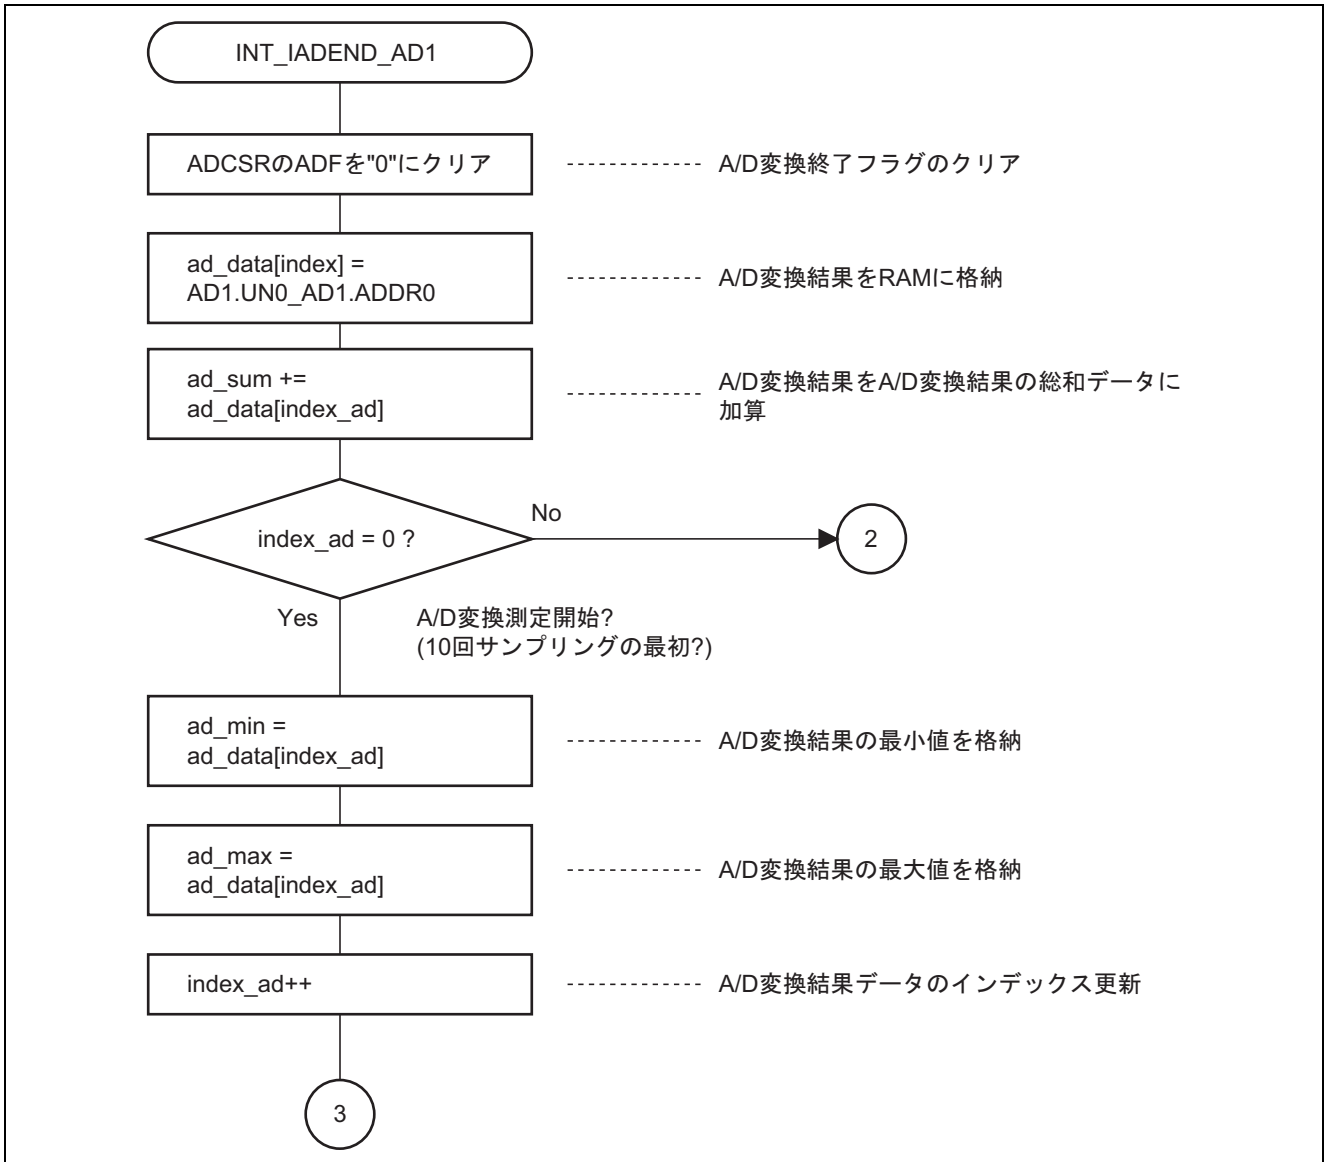 INT_IADEND_AD1
ADCSRのADFを"0"にクリア
A/D変換終了フラグのクリア
ad_data[index] =
AD1.UN0_AD1.ADDR0
A/D変換結果をRAMに格納
ad_sum +=
ad_data[index_ad]
A/D変換結果をA/D変換結果の総和データに
加算
index_ad = 0 ?
No
2
Yes
A/D変換測定開始?
(10回サンプリングの最初?)
ad_min =
ad_data[index_ad]
A/D変換結果の最小値を格納
ad_max =
ad_data[index_ad]
A/D変換結果の最大値を格納
index_ad++
A/D変換結果データのインデックス更新
3